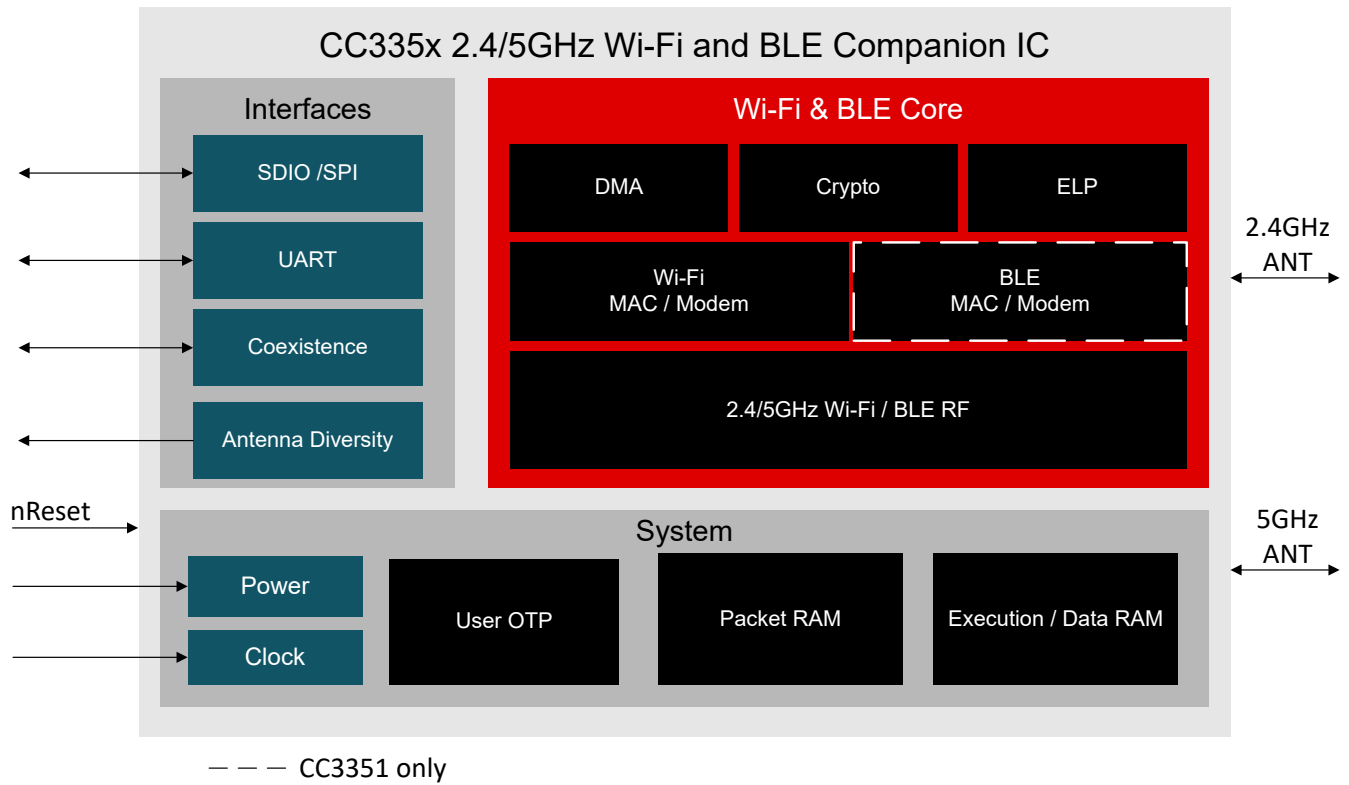 CC335x 2.4/5GHz Wi-Fi and BLE Companion IC
Interfaces
SDIO /SPI
UART
Coexistence
Antenna Diversity
Wi-Fi & BLE Core
DMA
Crypto
ELP
Wi-Fi
MAC / Modem
BLE
MAC / Modem
2.4/5GHz Wi-Fi / BLE RF
2.4GHz
ANT
nReset
System
Power
Clock
User OTP
Packet RAM
Execution / Data RAM
5GHz
ANT
CC3351 only